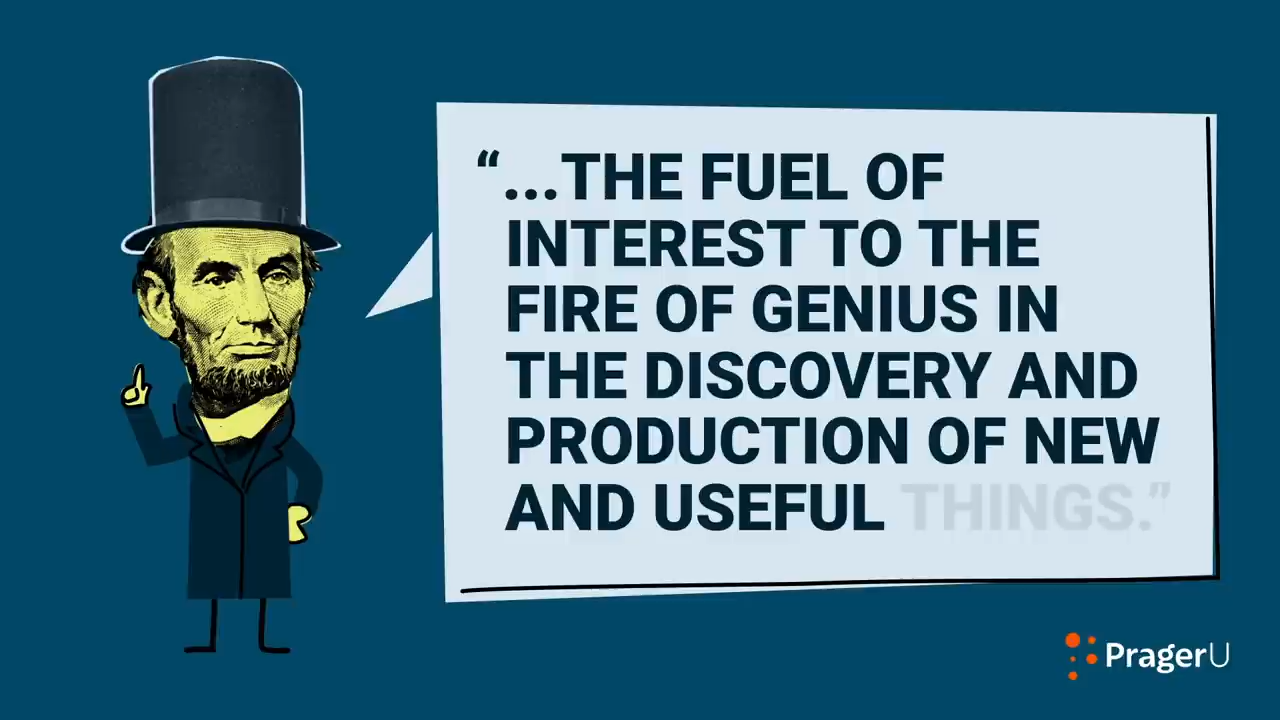 “...THE FUEL OF
INTEREST TO THE
FIRE OF GENIUS IN
THE DISCOVERY AND
PRODUCTION OF NEW
AND USEFUL THINGS.”
PragerU